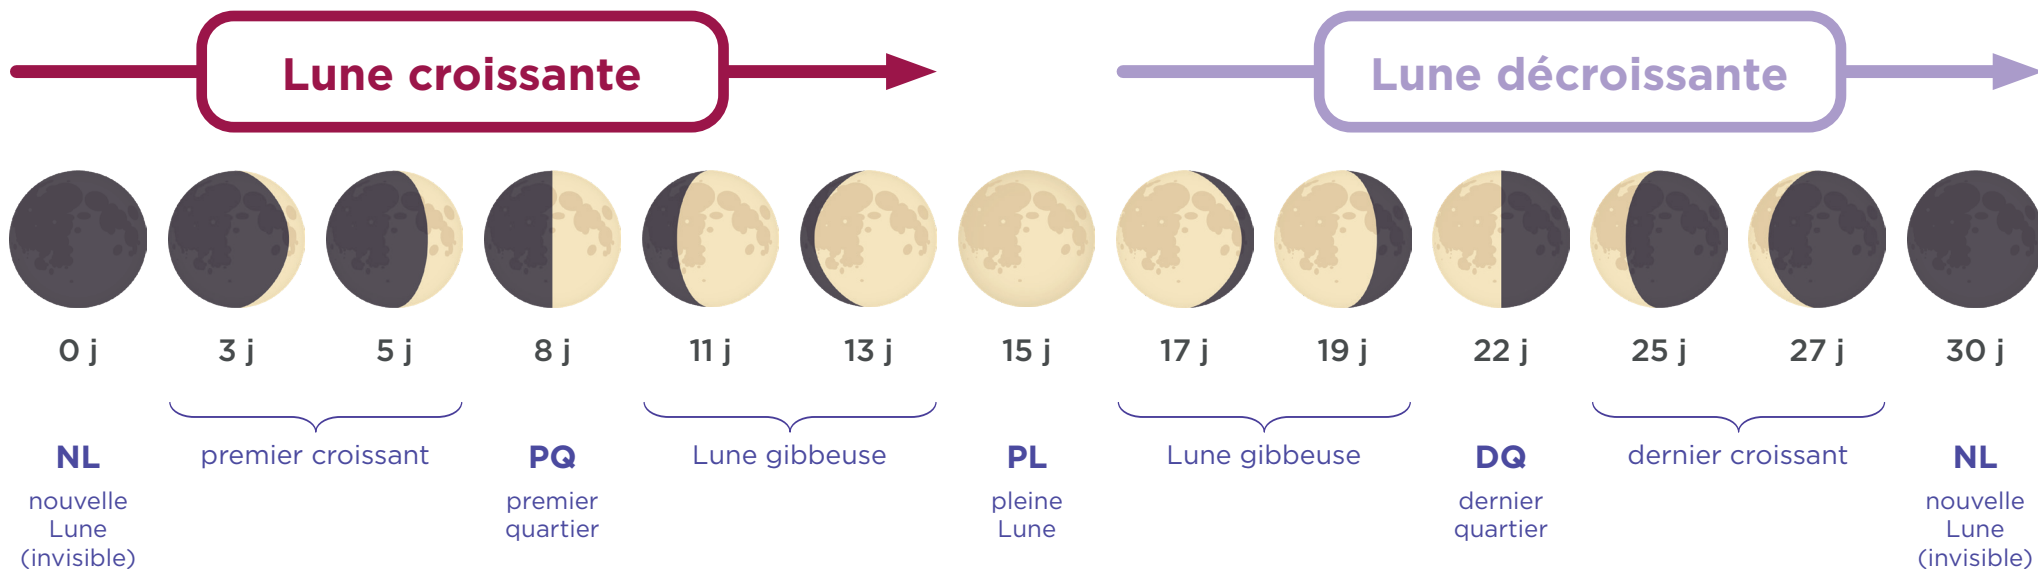 Lune croissante
Lune décroissante
0 j
3 j
5 j
8 j
11 j
13 j
15 j
17 j
19 j
22 j
25 j
27 j
30 j
NL
nouvelle
Lune
(invisible)
premier croissant
PQ
premier
quartier
Lune gibbeuse
PL
pleine
Lune
Lune gibbeuse
DQ
dernier
quartier
dernier croissant
NL
nouvelle
Lune
(invisible)